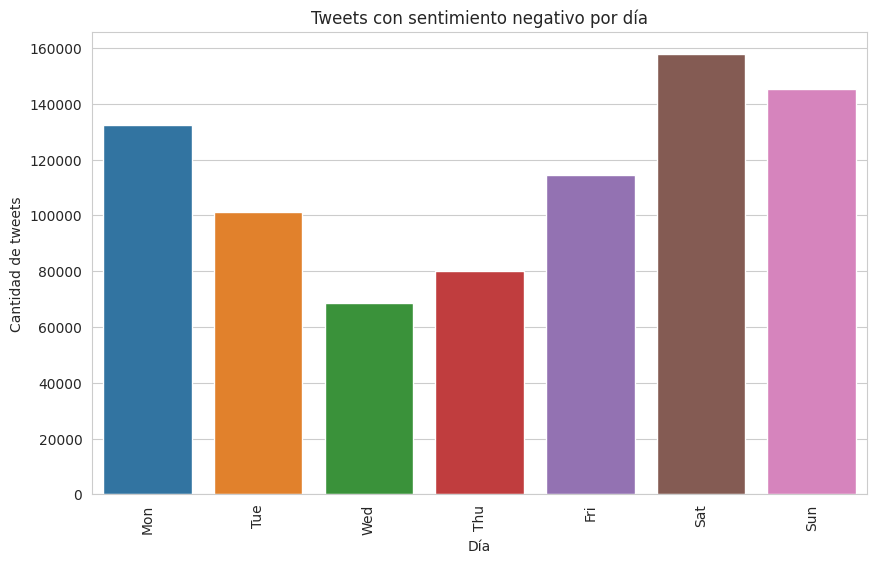 Tweets con sentimiento negativo por día
Cantidad de tweets
160000
140000
120000
100000
80000
60000
40000
20000
0
Mon
Tue
Wed
Thu
Fri
Sat
Sun
Día